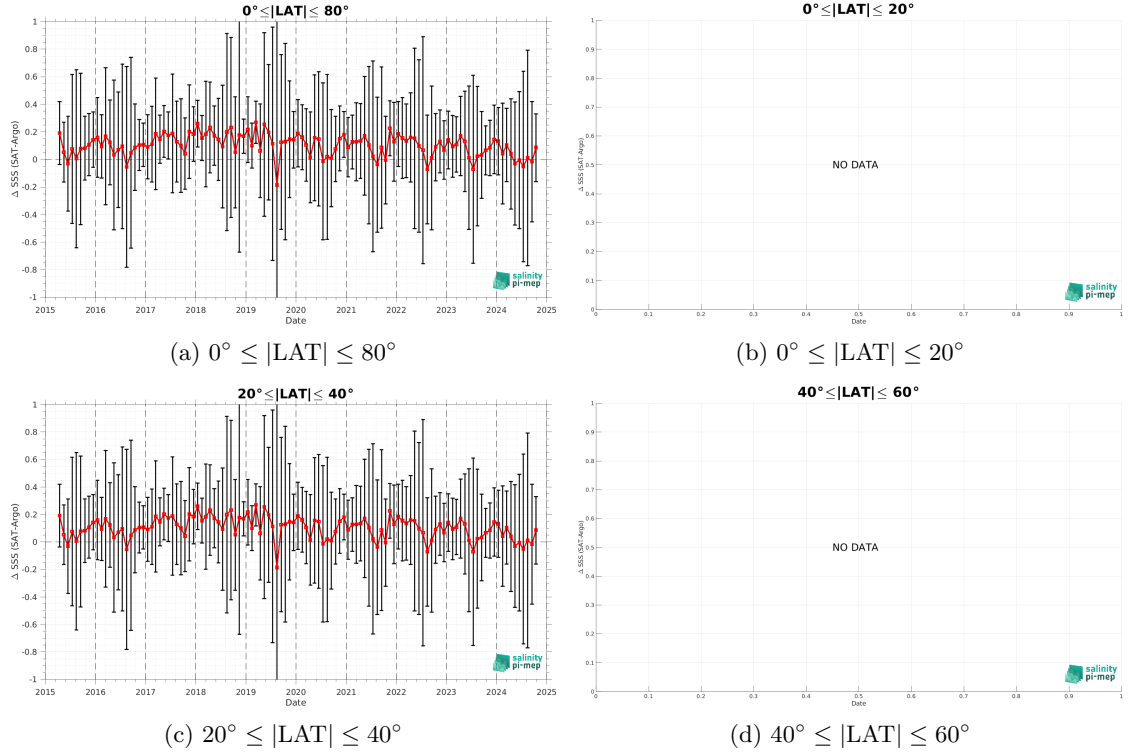 0°≤|LAT|≤ 80°
1
0.8
0.6
0.4
0.2
0
-0.2
-0.4
-0.6
-0.8
-1
Δ SSS (SAT-Argo)
2015 2016 2017 2018 2019 2020 2021 2022 2023 2024 2025
Date
salinity
pi-mep
(a) 0° ≤ |LAT| ≤ 80°
0°≤|LAT|≤ 20°
1
0.9
0.8
0.7
0.6
0.5
0.4
0.3
0.2
0.1
0
Δ SSS (SAT-Argo)
NO DATA
0 0.1 0.2 0.3 0.4 0.5 0.6 0.7 0.8 0.9 1
Date
salinity
pi-mep
(b) 0° ≤ |LAT| ≤ 20°
20°≤|LAT|≤ 40°
1
0.8
0.6
0.4
0.2
0
-0.2
-0.4
-0.6
-0.8
-1
Δ SSS (SAT-Argo)
2015 2016 2017 2018 2019 2020 2021 2022 2023 2024 2025
Date
salinity
pi-mep
(c) 20° ≤ |LAT| ≤ 40°
40°≤|LAT|≤ 60°
1
0.9
0.8
0.7
0.6
0.5
0.4
0.3
0.2
0.1
0
Δ SSS (SAT-Argo)
NO DATA
0 0.1 0.2 0.3 0.4 0.5 0.6 0.7 0.8 0.9 1
Date
salinity
pi-mep
(d) 40° ≤ |LAT| ≤ 60°